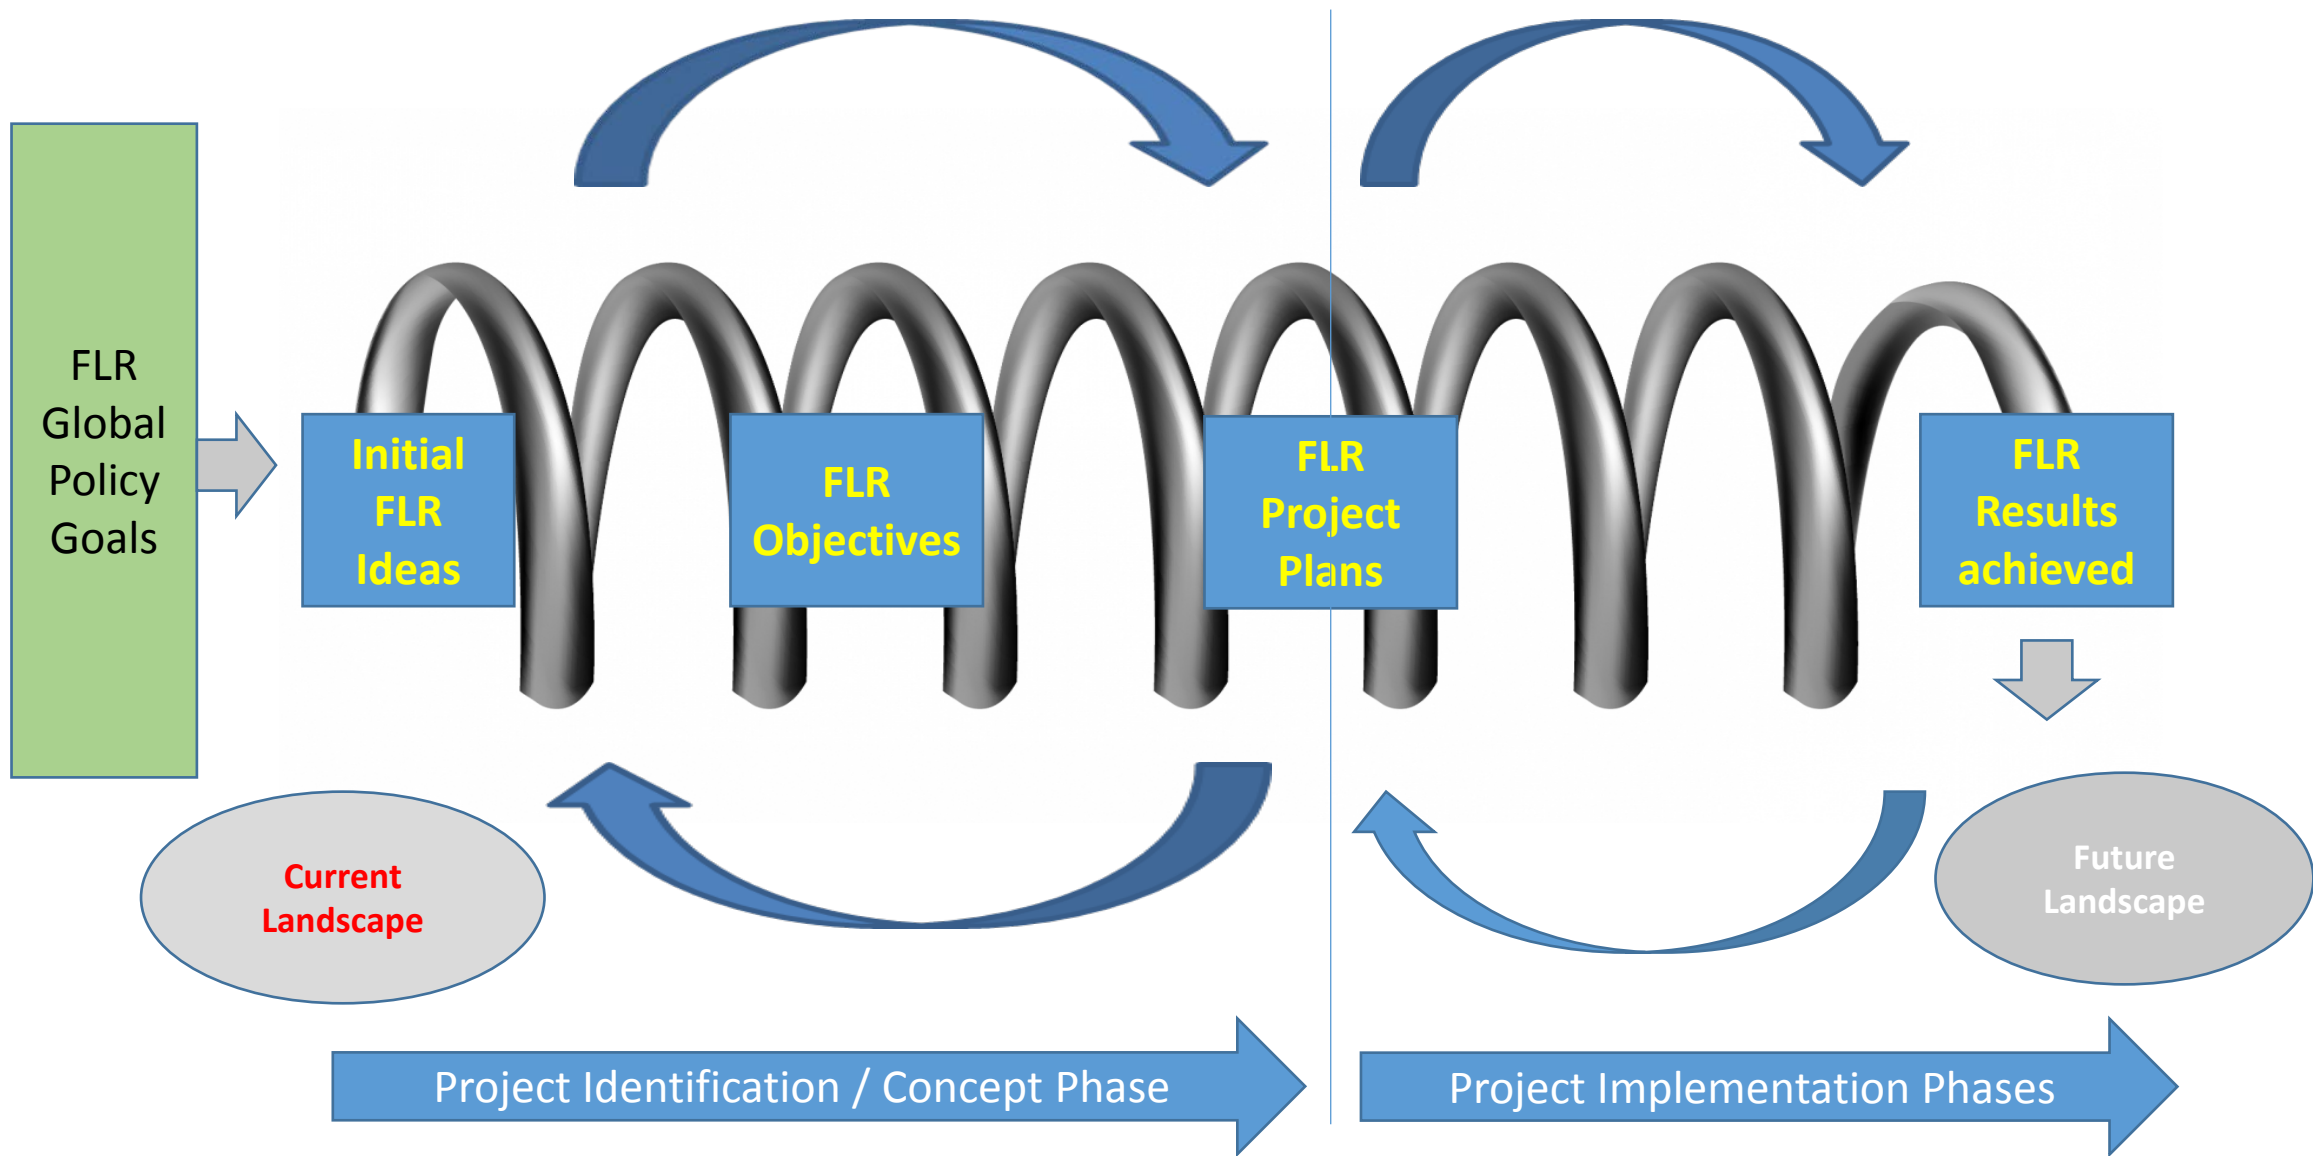 FLR
Global
Policy
Goals
Initial
FLR
Ideas
FLR
Objectives
FLR
Project
Plans
FLR
Results
achieved
Current
Landscape
Future
Landscape
Project Identification / Concept Phase
Project Implementation Phases